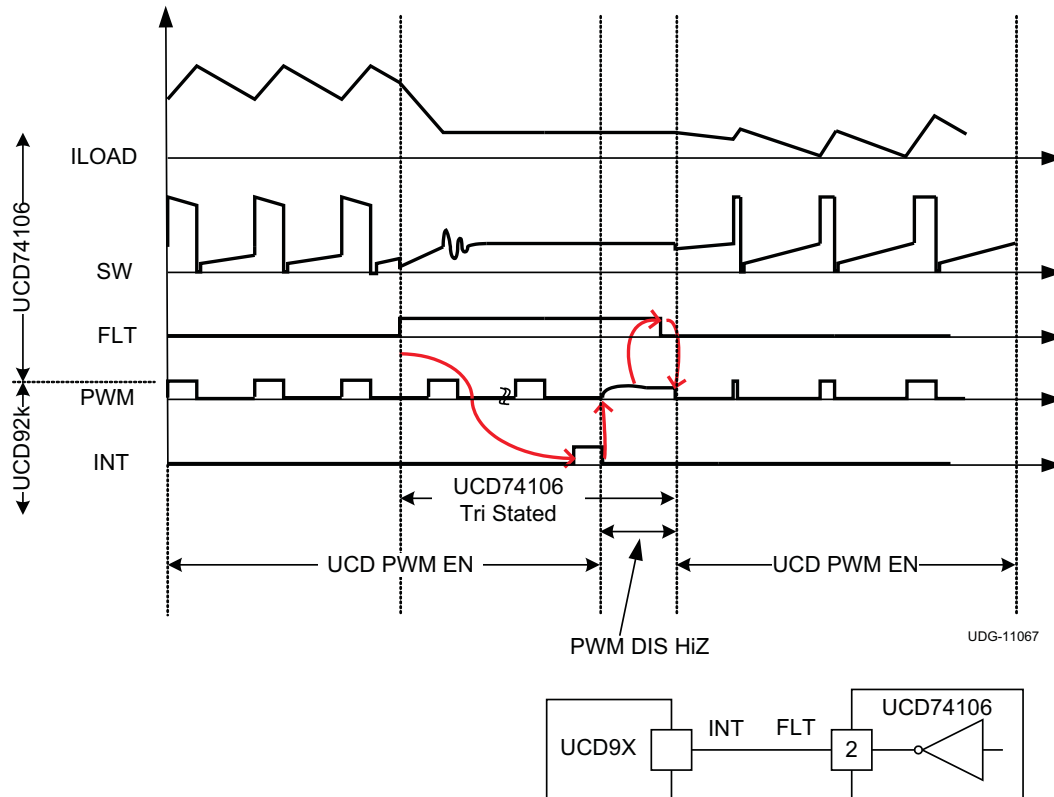 ILOAD
UCD74106
SW
FLT
PWM
UCD92k
INT
UCD74106
Tri Stated
UCD PWM EN
UCD PWM EN
PWM DIS HiZ
UDG-11067
UCD74106
INT
FLT
UCD9X
2